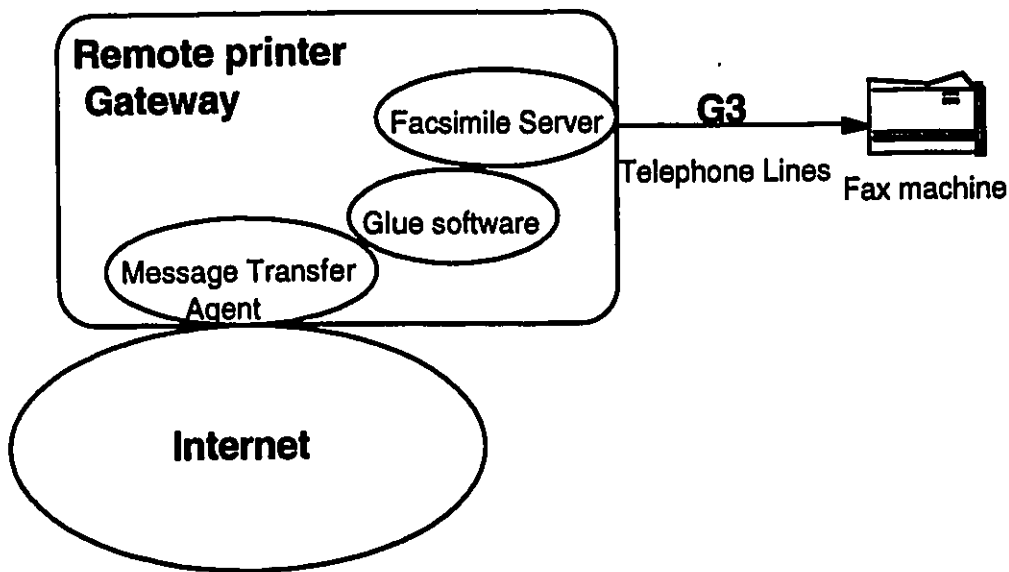 Remote printer
Gateway
Facsimile Server
G3
Telephone Lines
Fax machine
Glue software
Message Transfer
Agent
Internet